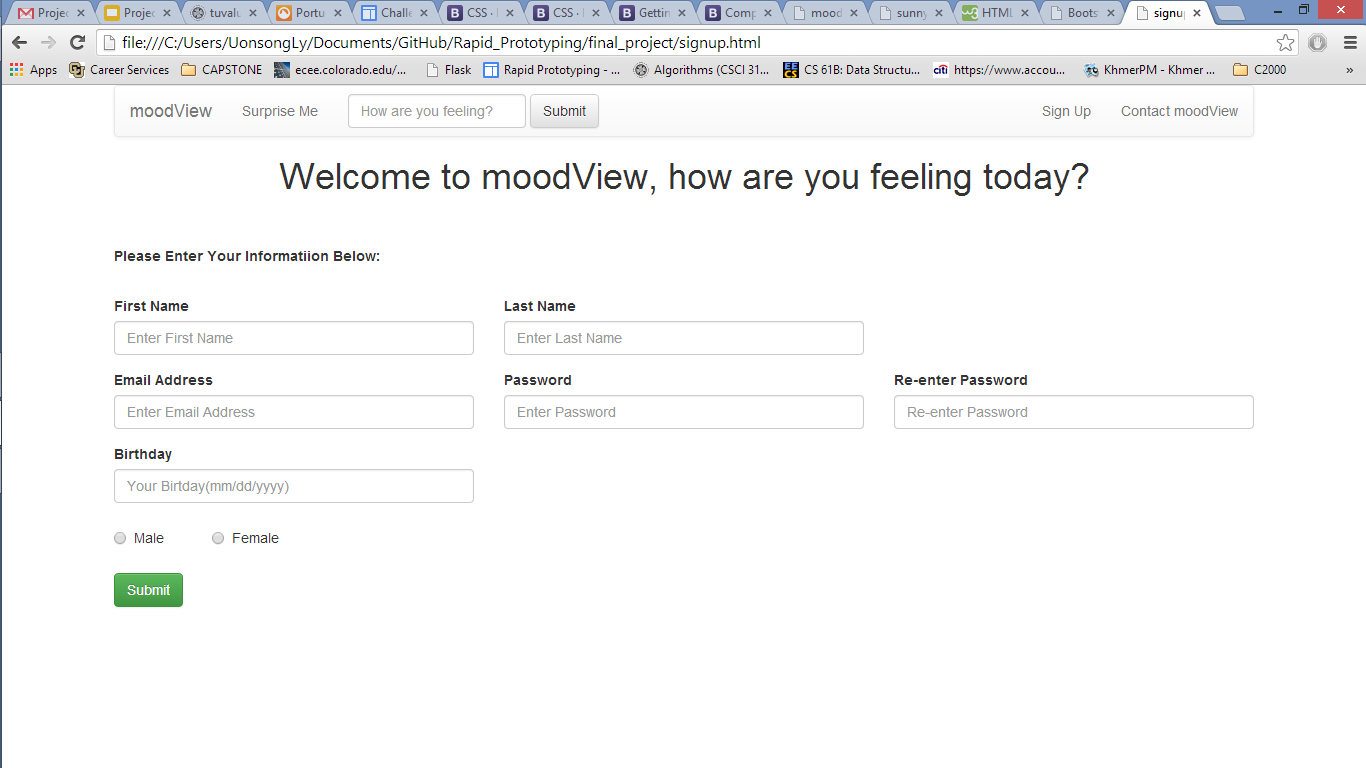 Projec Projec tuvalu Portu Challe CSS · CSS · Gettin Comp mood sunny HTML Boots signup
file:///C:/Users/UonsongLy/Documents/GitHub/Rapid_Prototyping/final_project/signup.html
Apps Career Services CAPSTONE ecee.colorado.edu/... Flask Rapid Prototyping - ... Algorithms (CSCI 31... CS 61B: Data Structu... https://www.accou... KhmerPM - Khmer ... C2000 »
moodView Surprise Me How are you feeling? Submit Sign Up Contact moodView
Welcome to moodView, how are you feeling today?
Please Enter Your Informatiion Below:
First Name Last Name
Enter First Name Enter Last Name
Email Address Password Re-enter Password
Enter Email Address Enter Password Re-enter Password
Birthday
Your Birtday(mm/dd/yyyy)
Male Female
Submit